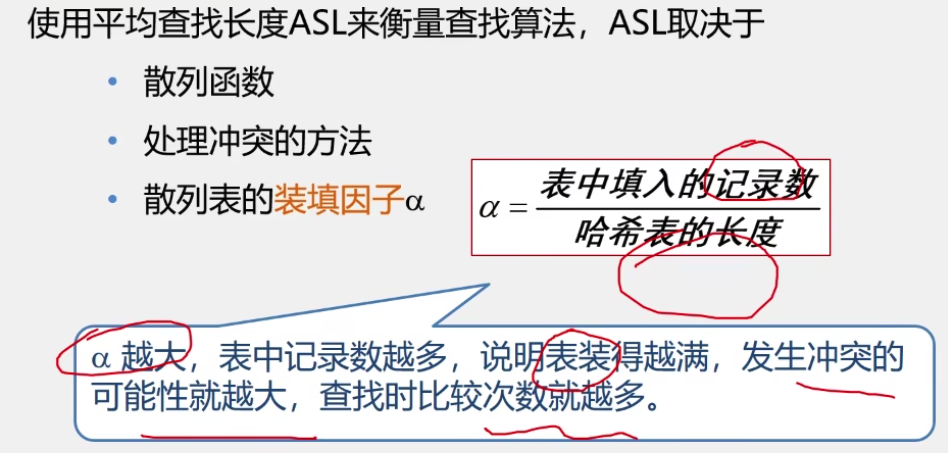 使用平均查找长度ASL来衡量查找算法，ASL取决于
• 散列函数
• 处理冲突的方法
• 散列表的装填因子α
α = 表中填入的记录数
哈希表的长度
α 越大，表中记录数越多，说明表装得越满，发生冲突的
可能性就越大，查找时比较次数就越多。